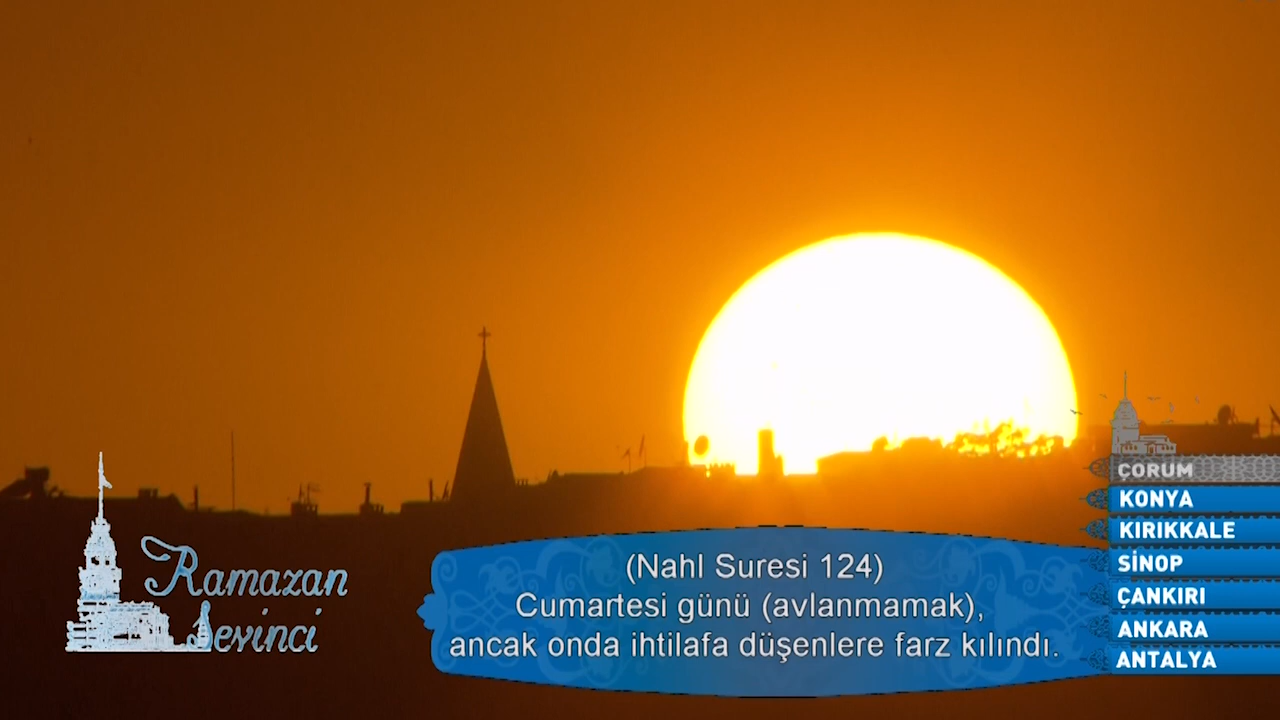 Ramazan
Sevinci
(Nahl Suresi 124)
Cumartesi günü (avlanmamak),
ancak onda ihtilafa düşenlere farz kılındı.
ÇORUM
KONYA
KIRIKKALE
SİNOP
ÇANKIRI
ANKARA
ANTALYA